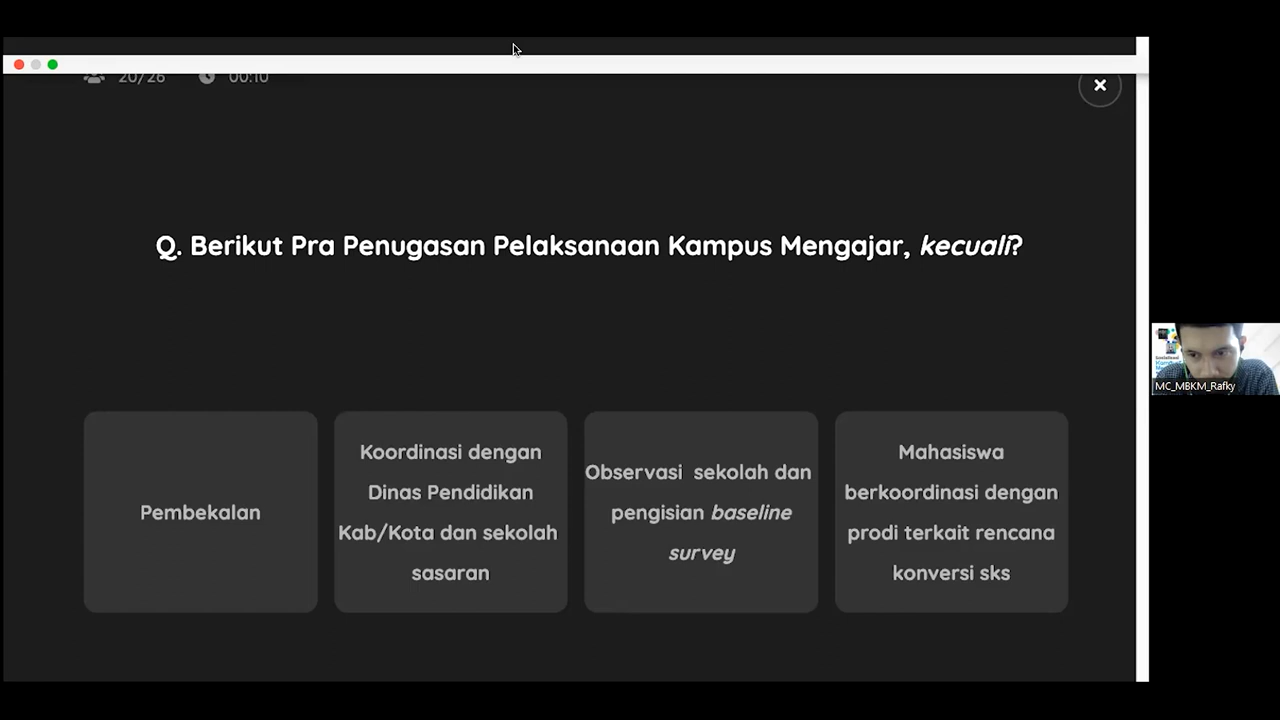 20/26 00:10
Q. Berikut Pra Penugasan Pelaksanaan Kampus Mengajar, kecuali?
Pembekalan
Koordinasi dengan
Dinas Pendidikan
Kab/Kota dan sekolah
sasaran
Observasi sekolah dan
pengisian baseline
survey
Mahasiswa
berkoordinasi dengan
prodi terkait rencana
konversi sks
MC_MBKM_Rafky